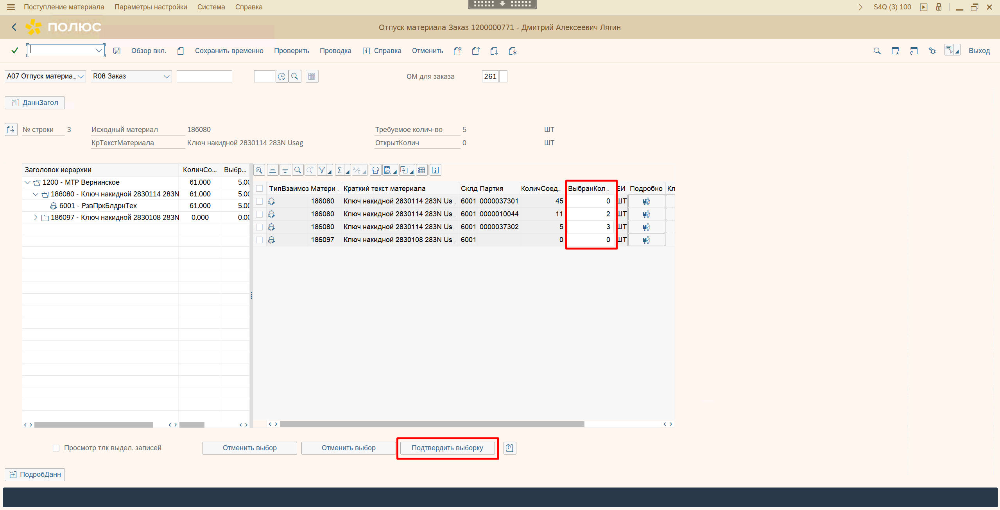 Поступление материала Параметры настройки Система Справка S4Q (3) 100
ПОЛЮС
Отпуск материала Заказ 1200000771 - Дмитрий Алексеевич Лягин
Обзор вкл. Сохранить временно Проверить Проводка Справка Отменить Выход
A07 Отпуск материа... R08 Заказ ОМ для заказа 261
ДаннЗагол
№ строки 3 Исходный материал 186080 Требуемое колич-во 5 ШТ
КрТекстМатериала Ключ накидной 2830114 283N Usag ОткрытКолич 0 ШТ
Заголовок иерархии КоличСо... Выбр...
1200 - МТР Вернинское 61.000 5.00
186080 - Ключ накидной 2830114 283N 61.000 5.00
6001 - РзвПркБлдрнТех 61.000 5.00
186097 - Ключ накидной 2830108 283N 0.000 0.00
ТипВзаимоз Матери... Краткий текст материала Склд Партия КоличСоед... ВыбранКол... ЕИ Подробно Кл
186080 Ключ накидной 2830114 283N Us... 6001 0000037301 45 0 ШТ
186080 Ключ накидной 2830114 283N Us... 6001 0000010044 11 2 ШТ
186080 Ключ накидной 2830114 283N Us... 6001 0000037302 5 3 ШТ
186097 Ключ накидной 2830108 283N Us... 6001 0 0 ШТ
Просмотр тлк выдел. записей Отменить выбор Отменить выбор Подтвердить выборку
ПодробДанн